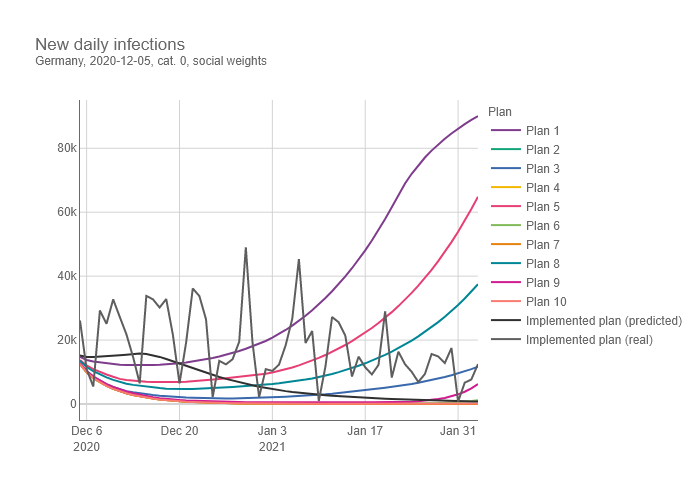 New daily infections
Germany, 2020-12-05, cat. 0, social weights
Plan
Plan 1
Plan 2
Plan 3
Plan 4
Plan 5
Plan 6
Plan 7
Plan 8
Plan 9
Plan 10
Implemented plan (predicted)
Implemented plan (real)
80k
60k
40k
20k
0
Dec 6 Dec 20 Jan 3 Jan 17 Jan 31
2020 2021